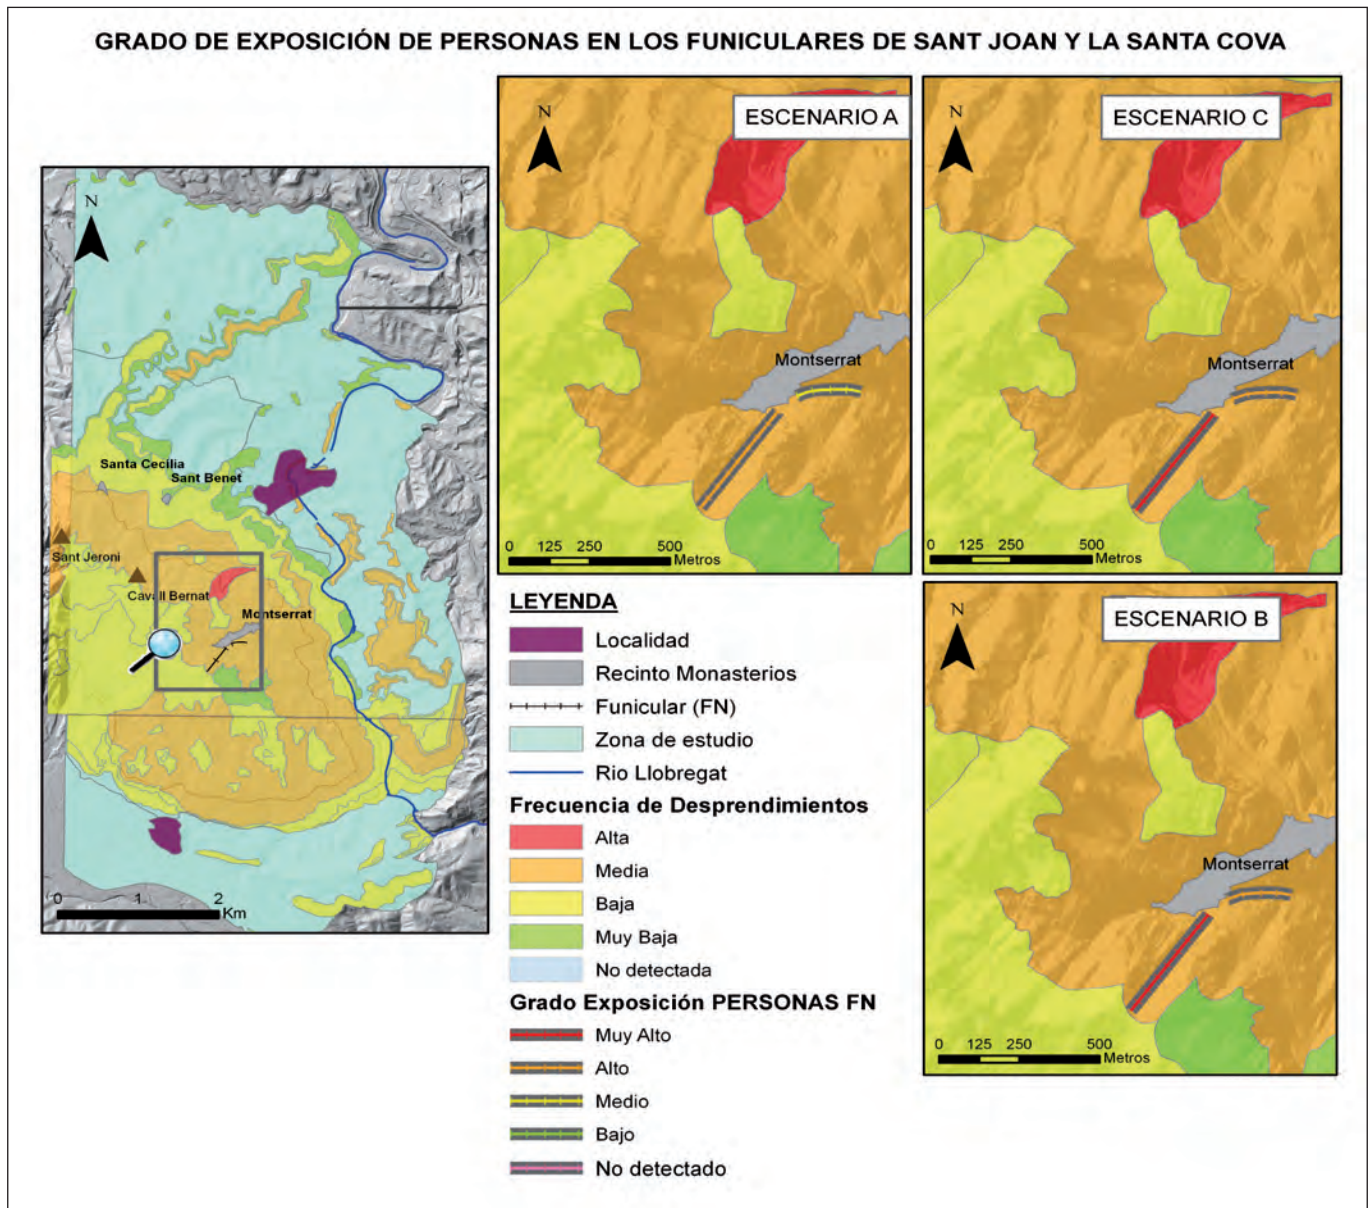 GRADO DE EXPOSICIÓN DE PERSONAS EN LOS FUNICULARES DE SANT JOAN Y LA SANTA COVA
N
Santa Cecília
Sant Benet
Sant Jeroni
Cavall Bernat
Montserrat
0 1 2
Km
ESCENARIO A
N
Montserrat
0 125 250 500
Metros
ESCENARIO C
N
Montserrat
0 125 250 500
Metros
LEYENDA
Localidad
Recinto Monasterios
Funicular (FN)
Zona de estudio
Rio Llobregat
Frecuencia de Desprendimientos
Alta
Media
Baja
Muy Baja
No detectada
Grado Exposición PERSONAS FN
Muy Alto
Alto
Medio
Bajo
No detectado
ESCENARIO B
N
Montserrat
0 125 250 500
Metros